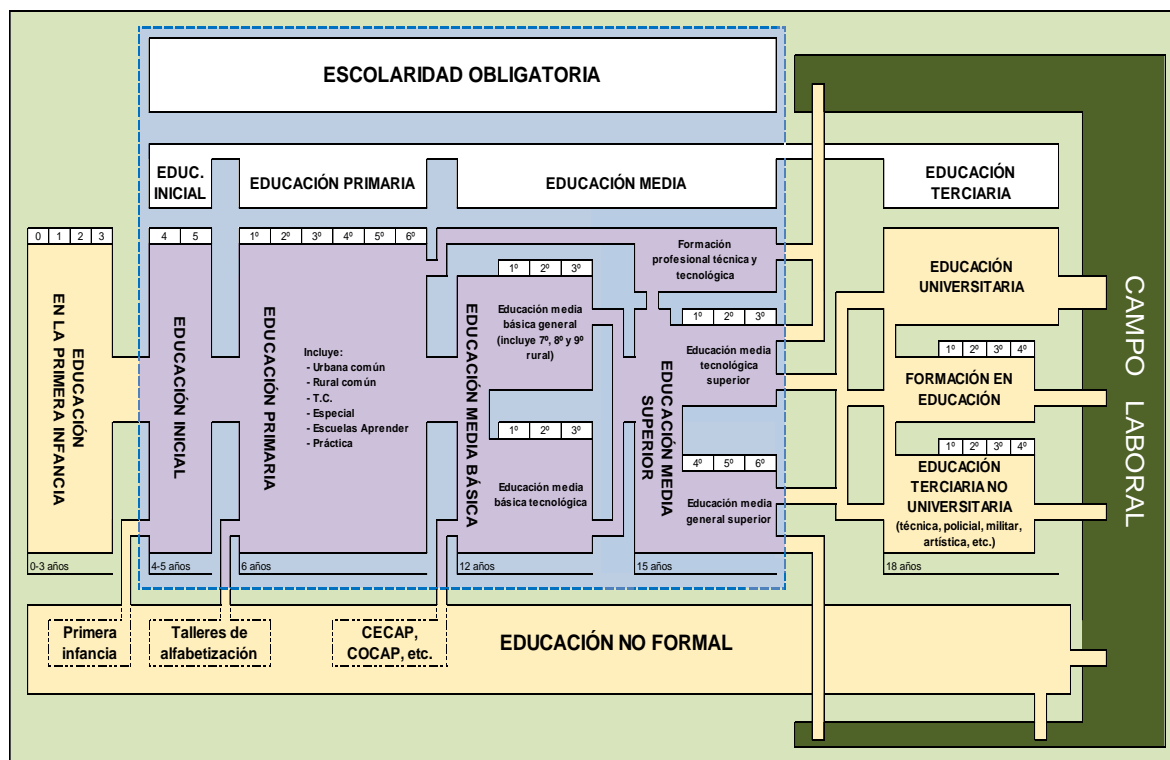 ESCOLARIDAD OBLIGATORIA
EDUC.
INICIAL
EDUCACIÓN PRIMARIA
EDUCACIÓN MEDIA
EDUCACIÓN
TERCIARIA
0 1 2 3
EDUCACIÓN
EN LA PRIMERA INFANCIA
0-3 años
4 5
EDUCACIÓN INICIAL
4-5 años
1º 2º 3º 4º 5º 6º
EDUCACIÓN PRIMARIA
Incluye:
- Urbana común
- Rural común
- T.C.
- Especial
- Escuelas Aprender
- Práctica
6 años
EDUCACIÓN MEDIA BÁSICA
1º 2º 3º
Educación media
básica general
(incluye 7º, 8º y 9º
rural)
1º 2º 3º
Educación media
básica tecnológica
12 años
Formación
profesional técnica y
tecnológica
EDUCACIÓN MEDIA
SUPERIOR
1º 2º 3º
Educación media
tecnológica
superior
4º 5º 6º
Educación media
general superior
15 años
EDUCACIÓN
UNIVERSITARIA
1º 2º 3º 4º
FORMACIÓN EN
EDUCACIÓN
1º 2º 3º 4º
EDUCACIÓN
TERCIARIA NO
UNIVERSITARIA
(técnica, policial, militar,
artística, etc.)
18 años
CAMPO LABORAL
Primera
infancia
Talleres de
alfabetización
CECAP,
COCAP, etc.
EDUCACIÓN NO FORMAL